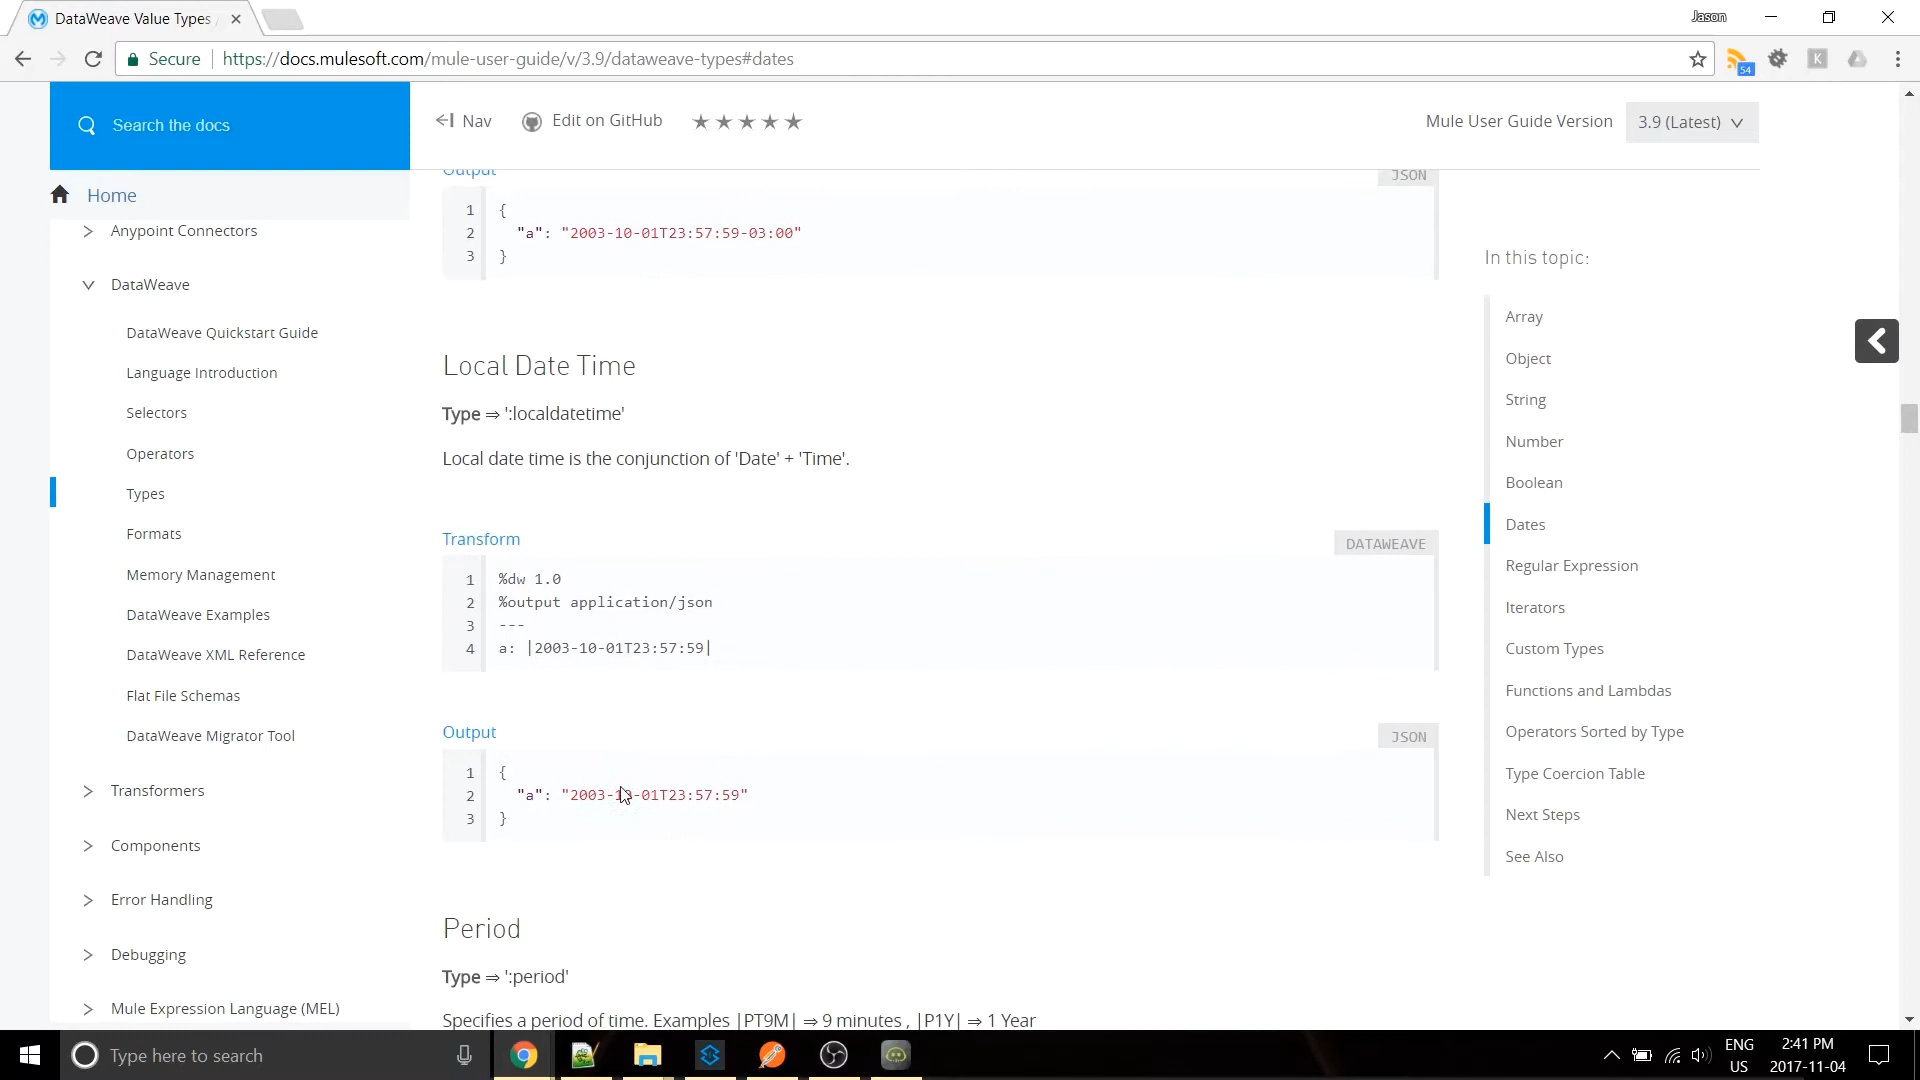 DataWeave Value Types
Jason
Secure
https://docs.mulesoft.com/mule-user-guide/v/3.9/dataweave-types#dates
54
K
Search the docs
Nav
Edit on GitHub
Mule User Guide Version
3.9 (Latest)
Home
Anypoint Connectors
DataWeave
DataWeave Quickstart Guide
Language Introduction
Selectors
Operators
Types
Formats
Memory Management
DataWeave Examples
DataWeave XML Reference
Flat File Schemas
DataWeave Migrator Tool
Transformers
Components
Error Handling
Debugging
Mule Expression Language (MEL)
Output
JSON
1 {
2 "a": "2003-10-01T23:57:59-03:00"
3 }
Local Date Time
Type ⇒ ':localdatetime'
Local date time is the conjunction of 'Date' + 'Time'.
Transform
DATAWEAVE
1 %dw 1.0
2 %output application/json
3 ---
4 a: |2003-10-01T23:57:59|
Output
JSON
1 {
2 "a": "2003-10-01T23:57:59"
3 }
Period
Type ⇒ ':period'
Specifies a period of time. Examples |PT9M| ⇒ 9 minutes , |P1Y| ⇒ 1 Year
In this topic:
Array
Object
String
Number
Boolean
Dates
Regular Expression
Iterators
Custom Types
Functions and Lambdas
Operators Sorted by Type
Type Coercion Table
Next Steps
See Also
Type here to search
ENG
US
2:41 PM
2017-11-04